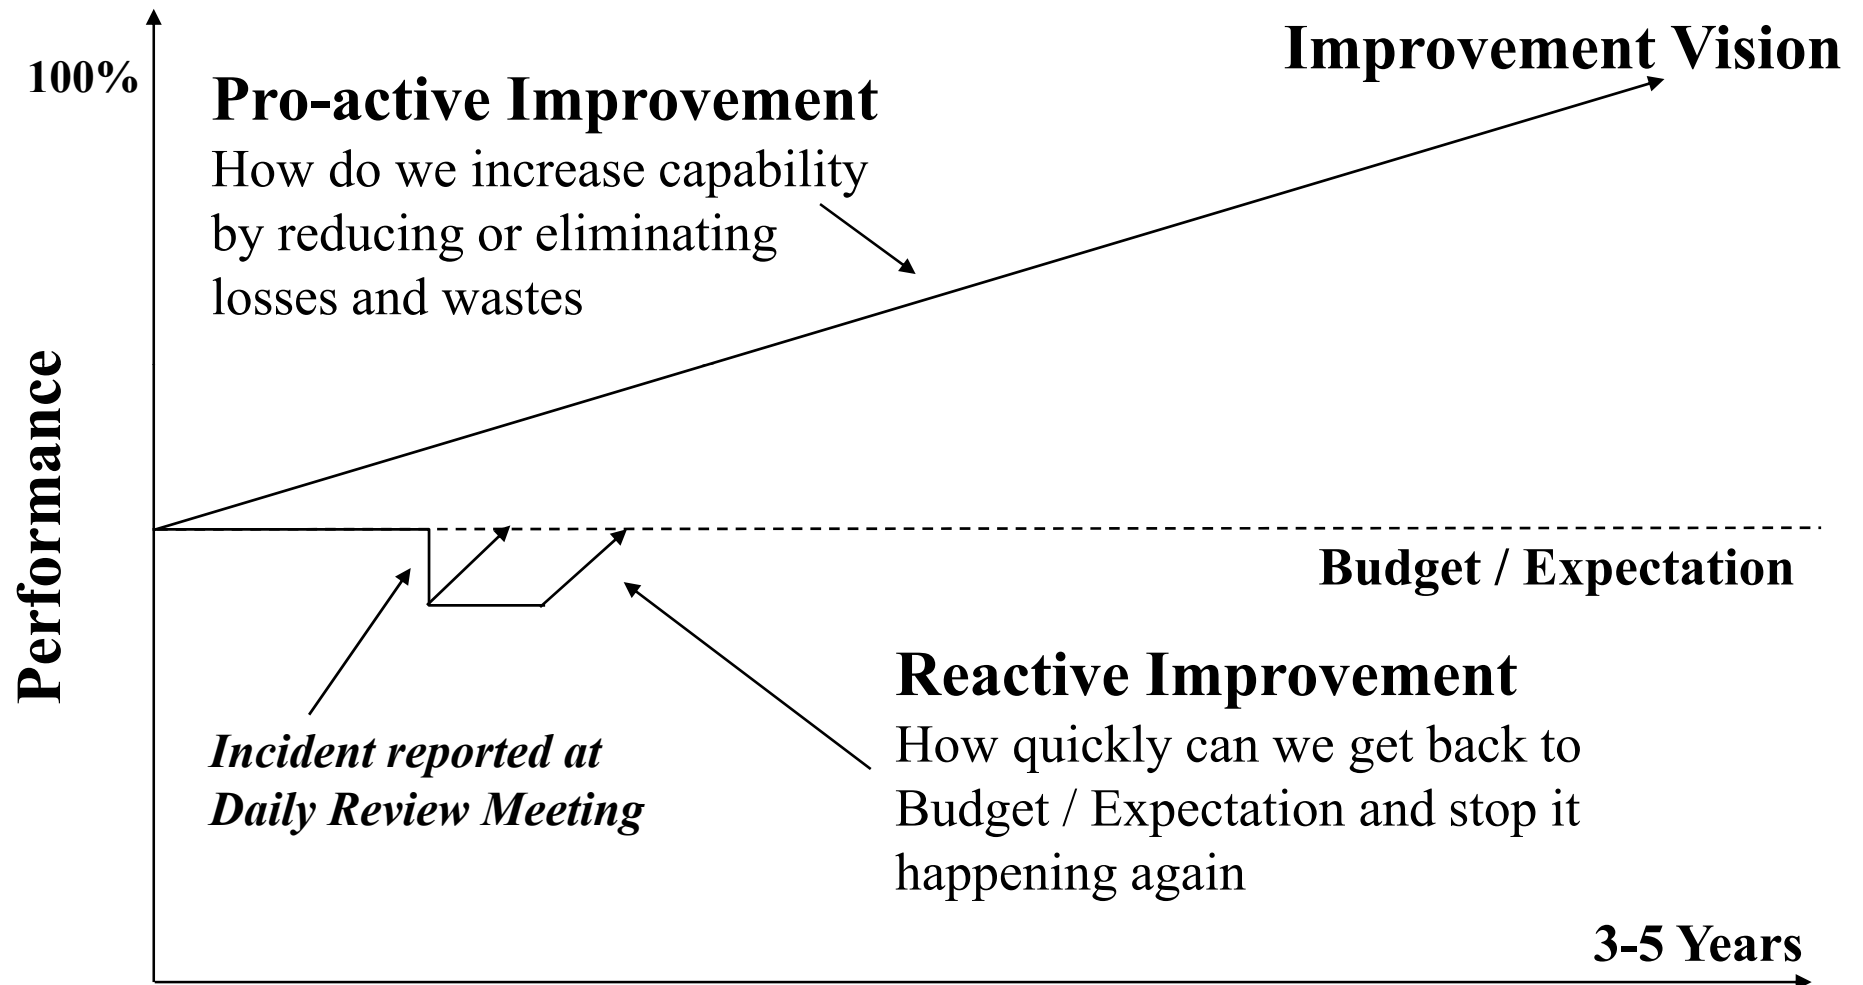 Improvement Vision
100%
Pro-active Improvement
How do we increase capability
by reducing or eliminating
losses and wastes
Performance
Budget / Expectation
Reactive Improvement
How quickly can we get back to
Budget / Expectation and stop it
happening again
Incident reported at
Daily Review Meeting
3-5 Years